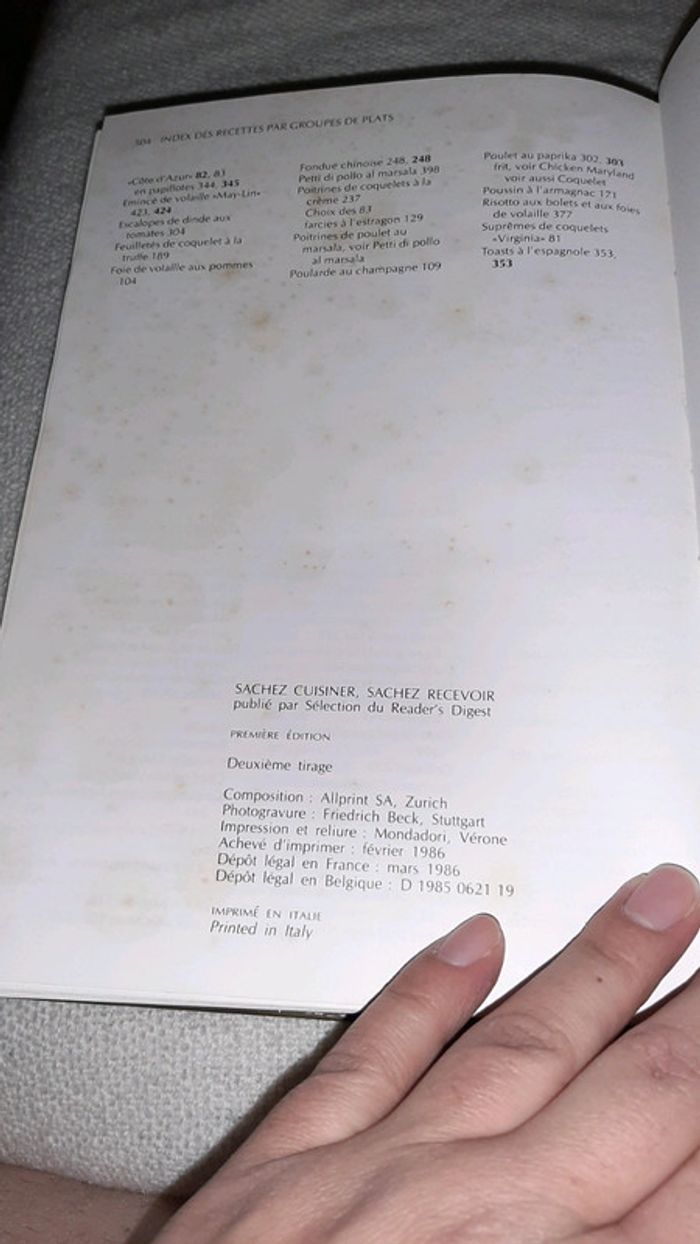 504 INDEX DES RECETTES PAR GROUPES DE PLATS
«Côte d'Azur» 82, 83
en papillotes 344, 345
Émincé de volaille «May-Lin»
423, 424
Escalopes de dinde aux
tomates 304
Feuilletés de coquelet à la
truffe 189
Foie de volaille aux pommes
104
Fondue chinoise 248, 248
Petti di pollo al marsala 398
Poitrines de coquelets à la
crème 237
Choix des 83
farcies à l'estragon 129
Poitrines de poulet au
marsala, voir Petti di pollo
al marsala
Poularde au champagne 109
Poulet au paprika 302, 303
frit, voir Chicken Maryland
voir aussi Coquelet
Poussin à l'armagnac 171
Risotto aux bolets et aux foies
de volaille 377
Suprêmes de coquelets
«Virginia» 81
Toasts à l'espagnole 353,
353
SACHEZ CUISINER, SACHEZ RECEVOIR
publié par Sélection du Reader's Digest
PREMIÈRE ÉDITION
Deuxième tirage
Composition : Allprint SA, Zurich
Photogravure : Friedrich Beck, Stuttgart
Impression et reliure : Mondadori, Vérone
Achevé d'imprimer : février 1986
Dépôt légal en France : mars 1986
Dépôt légal en Belgique : D 1985 0621 19
IMPRIMÉ EN ITALIE
Printed in Italy